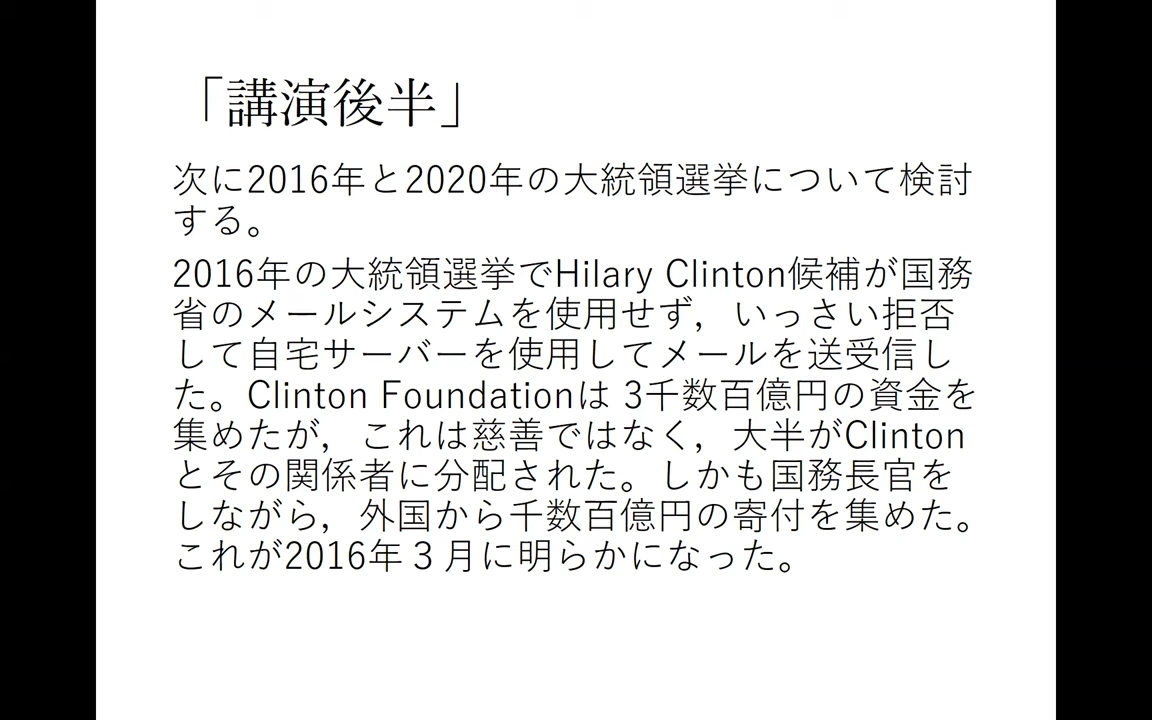 「講演後半」
次に2016年と2020年の大統領選挙について検討
する。
2016年の大統領選挙でHilary Clinton候補が国務
省のメールシステムを使用せず，いっさい拒否
して自宅サーバーを使用してメールを送受信し
た。Clinton Foundationは 3千数百億円の資金を
集めたが，これは慈善ではなく，大半がClinton
とその関係者に分配された。しかも国務長官を
しながら，外国から千数百億円の寄付を集めた。
これが2016年３月に明らかになった。